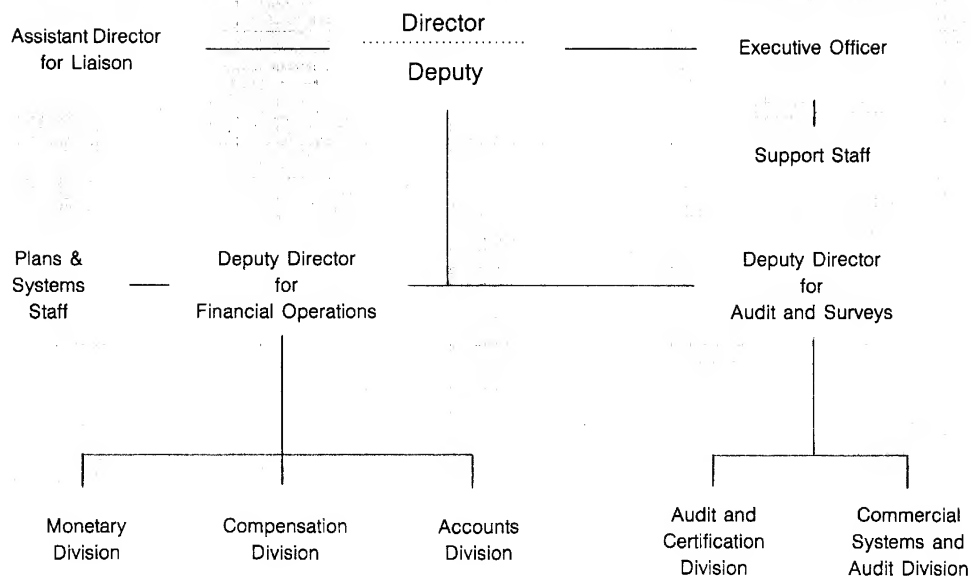 Assistant Director
for Liaison
Director
Deputy
Executive Officer
Support Staff
Plans &
Systems
Staff
Deputy Director
for
Financial Operations
Deputy Director
for
Audit and Surveys
Monetary
Division
Compensation
Division
Accounts
Division
Audit and
Certification
Division
Commercial
Systems and
Audit Division